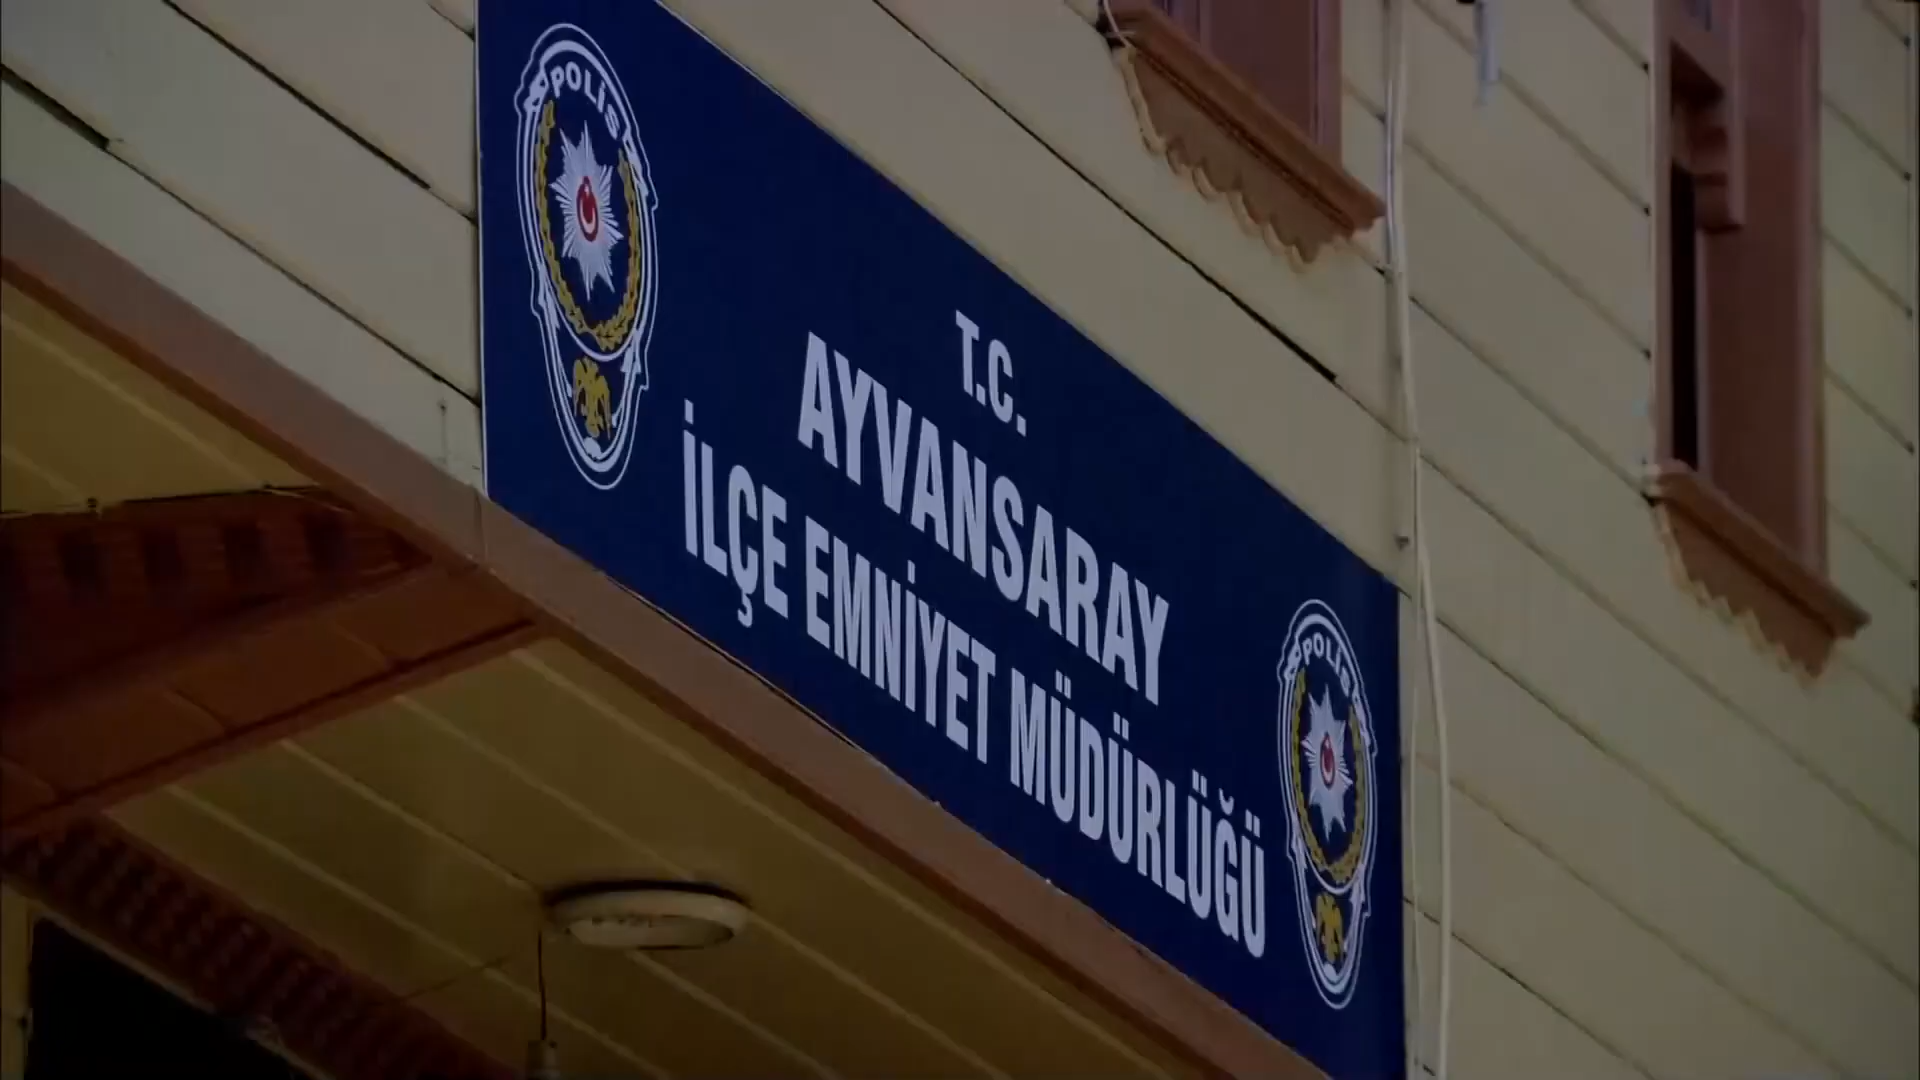 POLİS
T.C.
AYVANSARAY
İLÇE EMNİYET MÜDÜRLÜĞÜ
POLİS